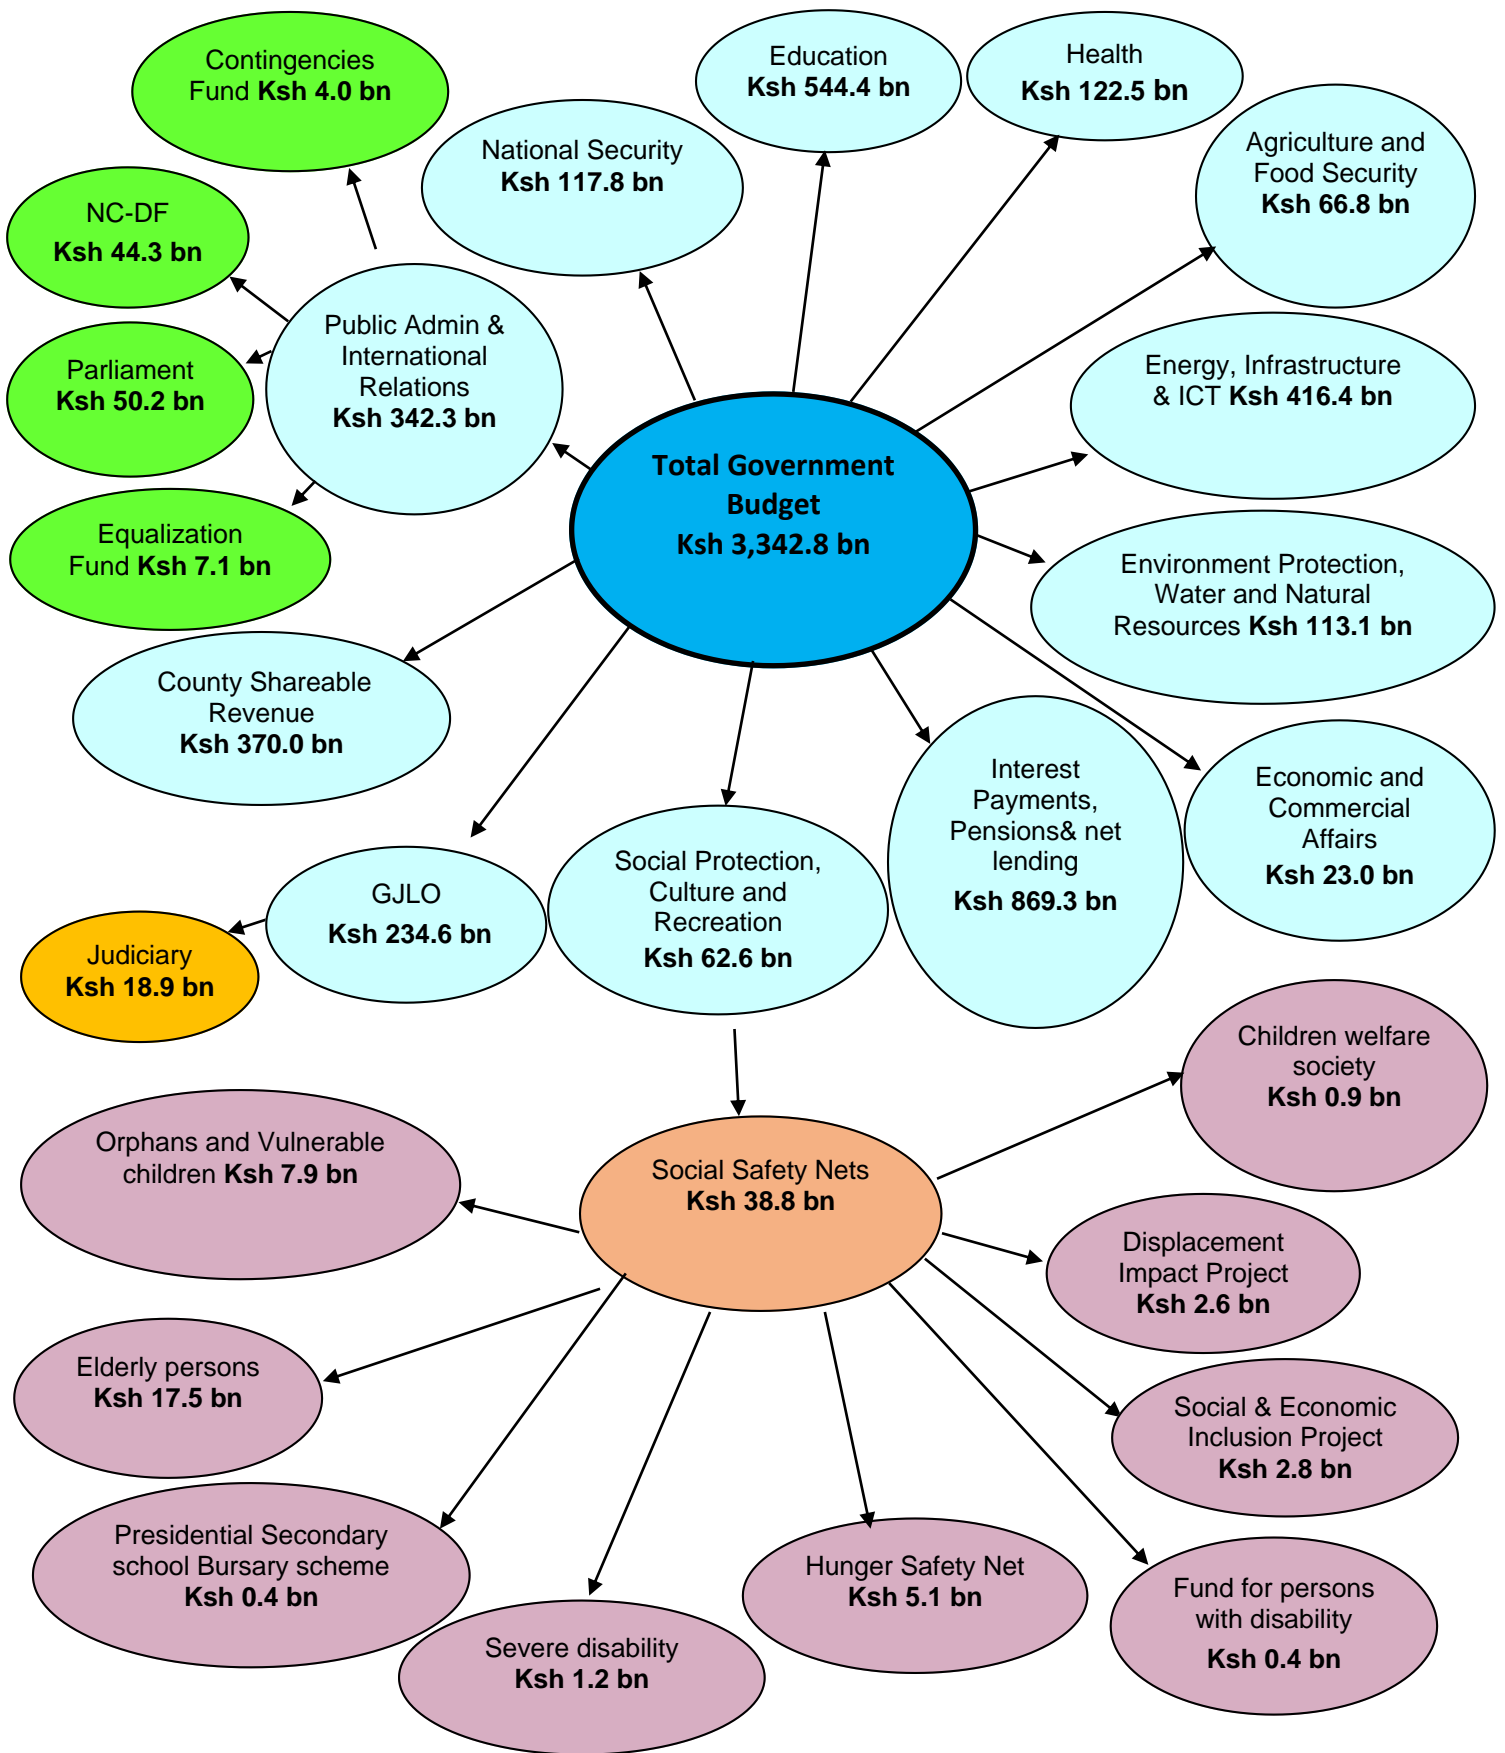 Contingencies
Fund Ksh 4.0 bn
Education
Ksh 544.4 bn
Health
Ksh 122.5 bn
National Security
Ksh 117.8 bn
Agriculture and
Food Security
Ksh 66.8 bn
NC-DF
Ksh 44.3 bn
Public Admin &
International
Relations
Ksh 342.3 bn
Parliament
Ksh 50.2 bn
Energy, Infrastructure
& ICT Ksh 416.4 bn
Total Government
Budget
Ksh 3,342.8 bn
Equalization
Fund Ksh 7.1 bn
Environment Protection,
Water and Natural
Resources Ksh 113.1 bn
County Shareable
Revenue
Ksh 370.0 bn
Interest
Payments,
Pensions& net
lending
Ksh 869.3 bn
Economic and
Commercial
Affairs
Ksh 23.0 bn
Social Protection,
Culture and
Recreation
Ksh 62.6 bn
GJLO
Ksh 234.6 bn
Judiciary
Ksh 18.9 bn
Children welfare
society
Ksh 0.9 bn
Orphans and Vulnerable
children Ksh 7.9 bn
Social Safety Nets
Ksh 38.8 bn
Displacement
Impact Project
Ksh 2.6 bn
Elderly persons
Ksh 17.5 bn
Social & Economic
Inclusion Project
Ksh 2.8 bn
Presidential Secondary
school Bursary scheme
Ksh 0.4 bn
Hunger Safety Net
Ksh 5.1 bn
Fund for persons
with disability
Ksh 0.4 bn
Severe disability
Ksh 1.2 bn